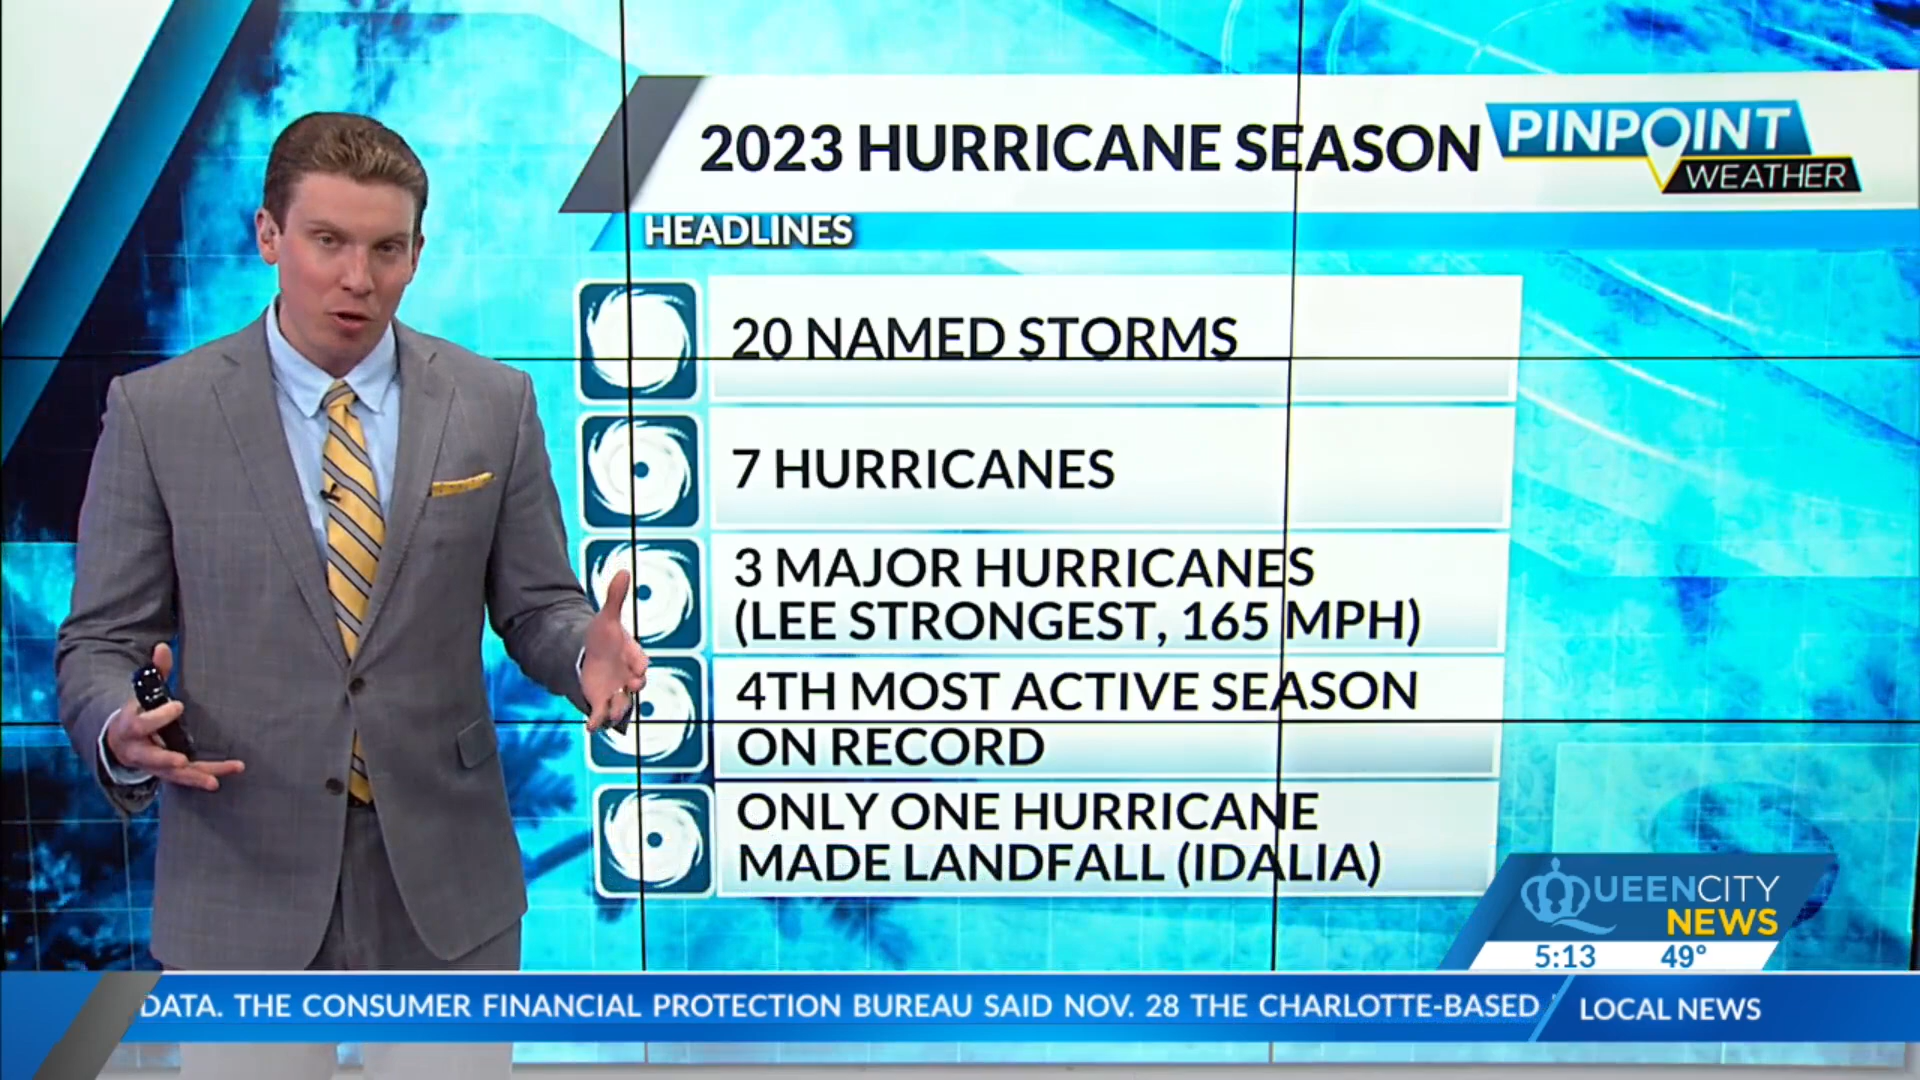 2023 HURRICANE SEASON
PINPOINT
WEATHER
HEADLINES
20 NAMED STORMS
7 HURRICANES
3 MAJOR HURRICANES
(LEE STRONGEST, 165 MPH)
4TH MOST ACTIVE SEASON
ON RECORD
ONLY ONE HURRICANE
MADE LANDFALL (IDALIA)
QUEEN CITY
NEWS
5:13 49°
DATA. THE CONSUMER FINANCIAL PROTECTION BUREAU SAID NOV. 28 THE CHARLOTTE-BASED
LOCAL NEWS